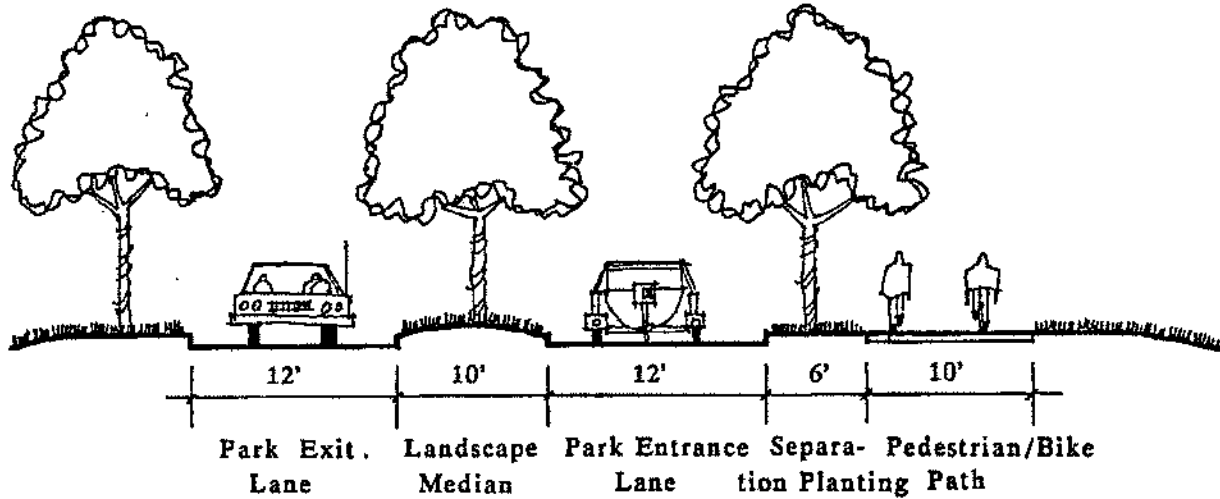 12' 10' 12' 6' 10'
Park Exit. Landscape Park Entrance Separa- Pedestrian/Bike
Lane Median Lane tion Planting Path